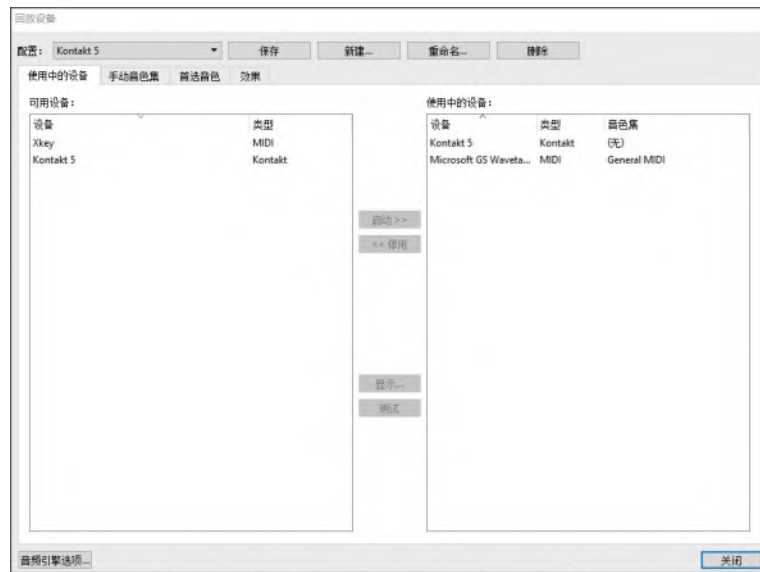 回放设备
配置： Kontakt 5 保存 新建... 重命名... 删除
使用中的设备 手动音色集 首选音色 效果
可用设备： 使用中的设备：
设备 类型 设备 类型 音色集
Xkey MIDI Kontakt 5 Kontakt (无)
Kontakt 5 Kontakt Microsoft GS Waveta... MIDI General MIDI
启动 >>
<< 停用
显示...
测试
音频引擎选项... 关闭